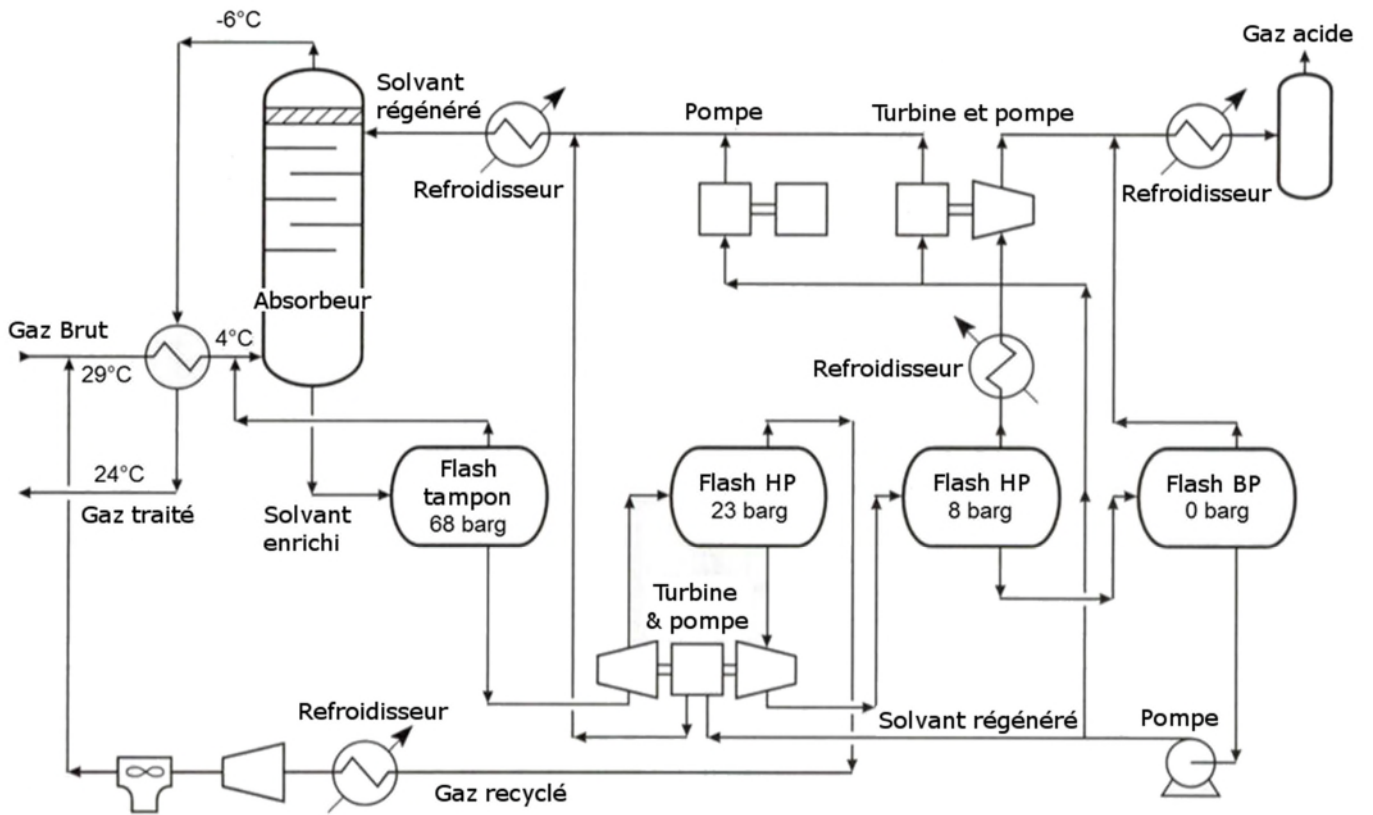 -6°C
Gaz acide
Solvant
régénéré
Pompe
Turbine et pompe
Refroidisseur
Refroidisseur
Absorbeur
Gaz Brut
4°C
29°C
Refroidisseur
24°C
Gaz traité
Solvant
enrichi
Flash
tampon
68 barg
Flash HP
23 barg
Flash HP
8 barg
Flash BP
0 barg
Turbine
& pompe
Refroidisseur
Solvant régénéré
Pompe
Gaz recyclé